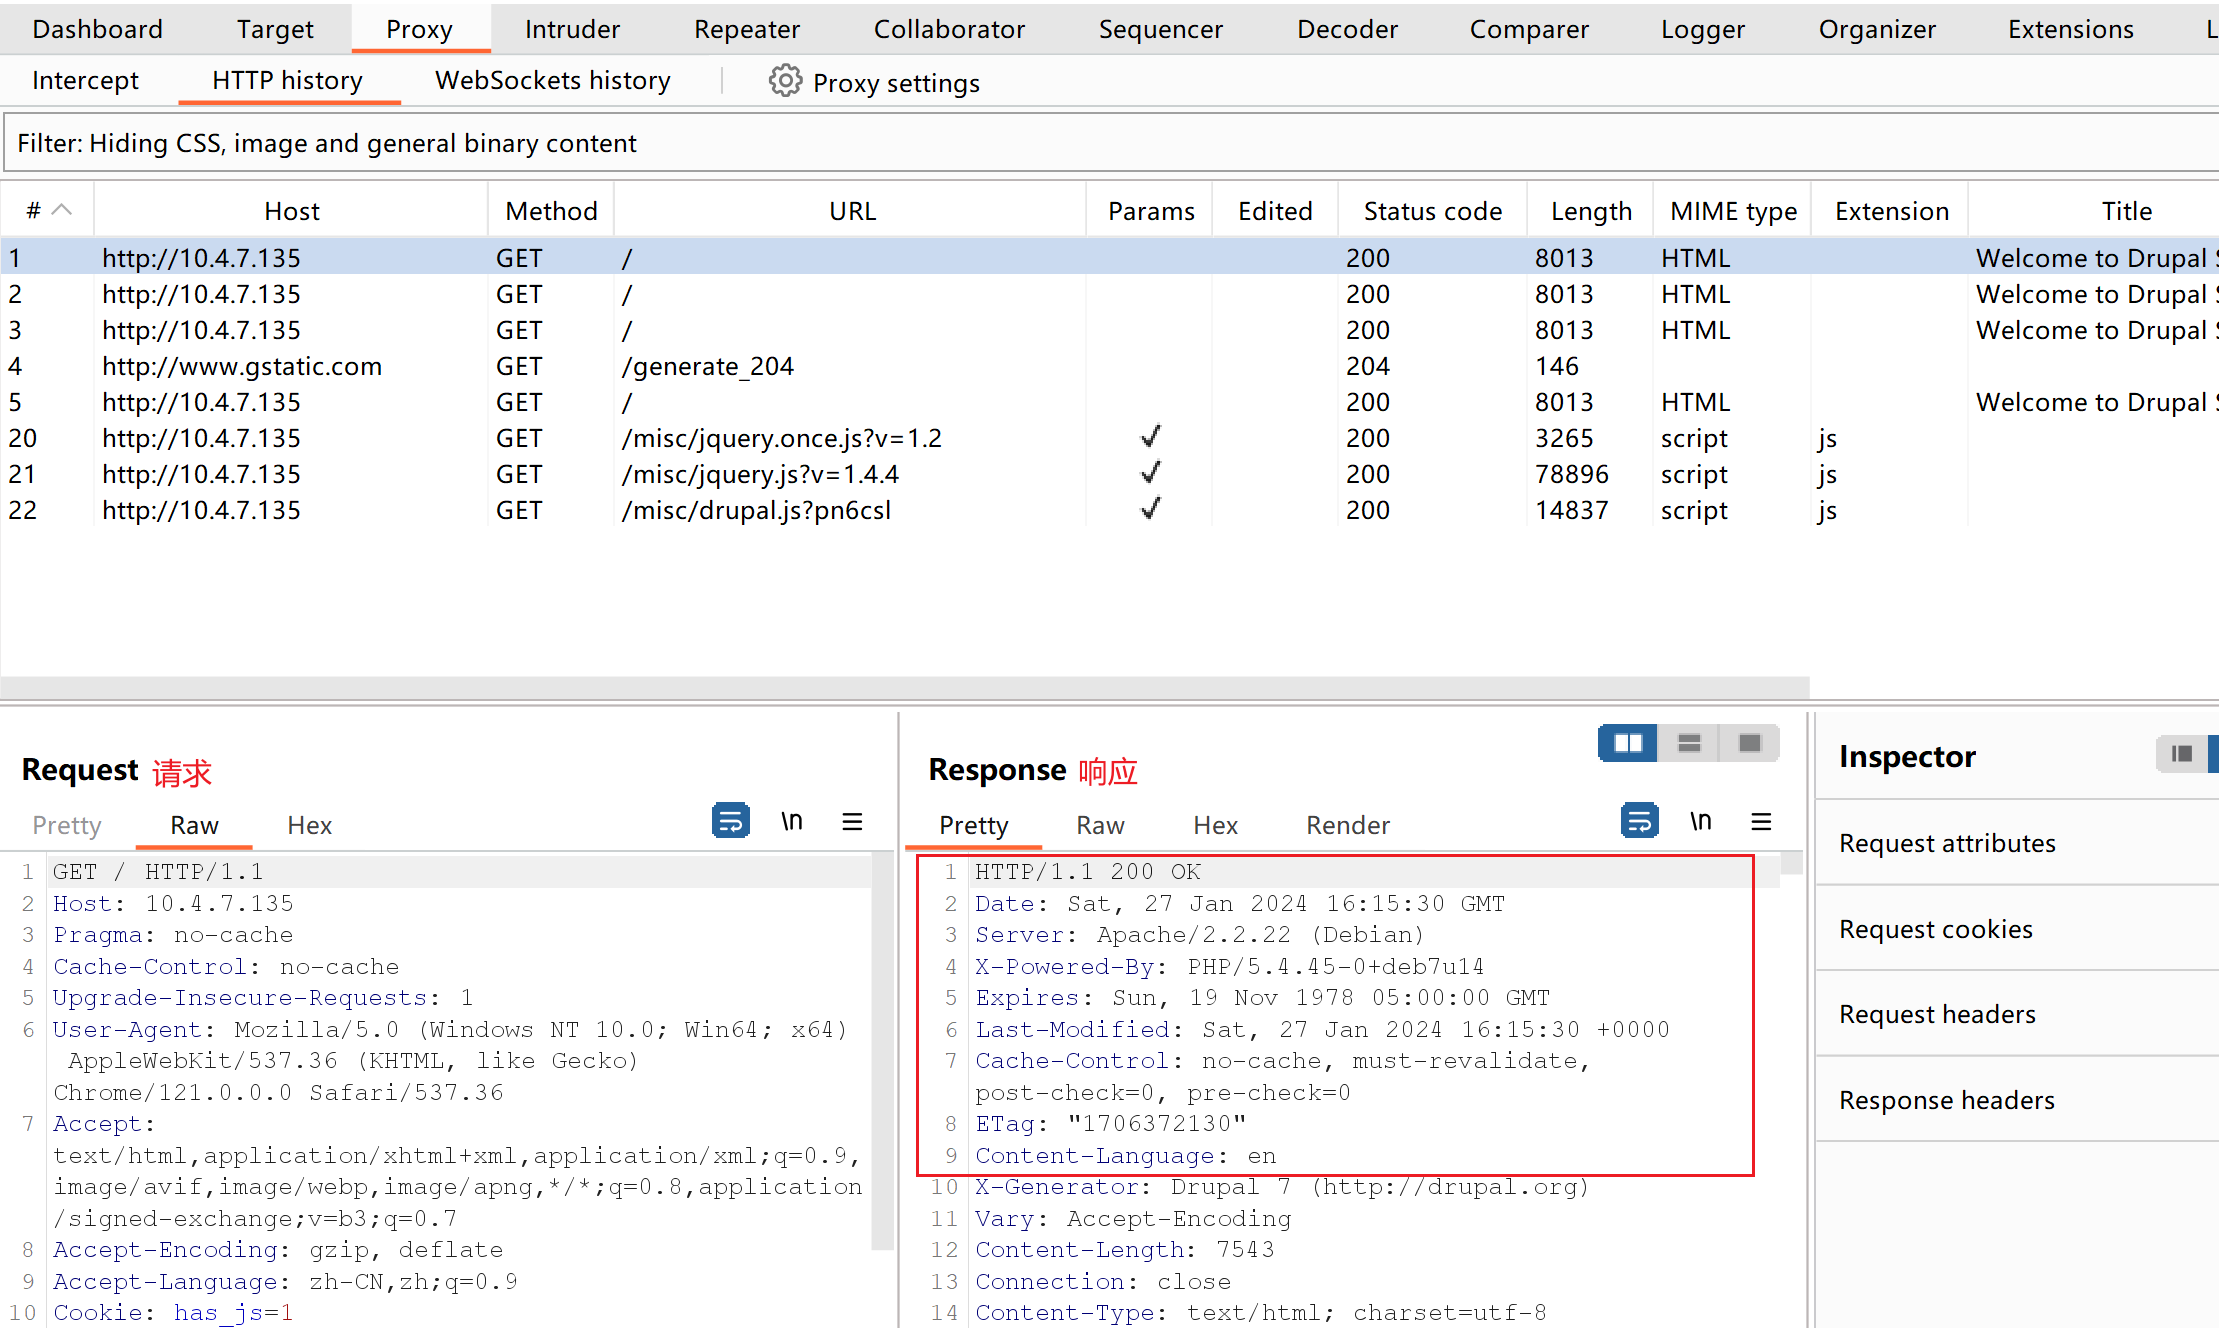 Dashboard Target Proxy Intruder Repeater Collaborator Sequencer Decoder Comparer Logger Organizer Extensions L
Intercept HTTP history WebSockets history Proxy settings
Filter: Hiding CSS, image and general binary content
# Host Method URL Params Edited Status code Length MIME type Extension Title
1 http://10.4.7.135 GET / 200 8013 HTML Welcome to Drupal S
2 http://10.4.7.135 GET / 200 8013 HTML Welcome to Drupal S
3 http://10.4.7.135 GET / 200 8013 HTML Welcome to Drupal S
4 http://www.gstatic.com GET /generate_204 204 146
5 http://10.4.7.135 GET / 200 8013 HTML Welcome to Drupal S
20 http://10.4.7.135 GET /misc/jquery.once.js?v=1.2 ✓ 200 3265 script js
21 http://10.4.7.135 GET /misc/jquery.js?v=1.4.4 ✓ 200 78896 script js
22 http://10.4.7.135 GET /misc/drupal.js?pn6csl ✓ 200 14837 script js
Request 请求
Pretty Raw Hex \n
1 GET / HTTP/1.1
2 Host: 10.4.7.135
3 Pragma: no-cache
4 Cache-Control: no-cache
5 Upgrade-Insecure-Requests: 1
6 User-Agent: Mozilla/5.0 (Windows NT 10.0; Win64; x64)
AppleWebKit/537.36 (KHTML, like Gecko)
Chrome/121.0.0.0 Safari/537.36
7 Accept:
text/html,application/xhtml+xml,application/xml;q=0.9,
image/avif,image/webp,image/apng,*/*;q=0.8,application
/signed-exchange;v=b3;q=0.7
8 Accept-Encoding: gzip, deflate
9 Accept-Language: zh-CN,zh;q=0.9
10 Cookie: has_js=1
Response 响应
Pretty Raw Hex Render \n
1 HTTP/1.1 200 OK
2 Date: Sat, 27 Jan 2024 16:15:30 GMT
3 Server: Apache/2.2.22 (Debian)
4 X-Powered-By: PHP/5.4.45-0+deb7u14
5 Expires: Sun, 19 Nov 1978 05:00:00 GMT
6 Last-Modified: Sat, 27 Jan 2024 16:15:30 +0000
7 Cache-Control: no-cache, must-revalidate,
post-check=0, pre-check=0
8 ETag: "1706372130"
9 Content-Language: en
10 X-Generator: Drupal 7 (http://drupal.org)
11 Vary: Accept-Encoding
12 Content-Length: 7543
13 Connection: close
14 Content-Type: text/html; charset=utf-8
Inspector
Request attributes
Request cookies
Request headers
Response headers